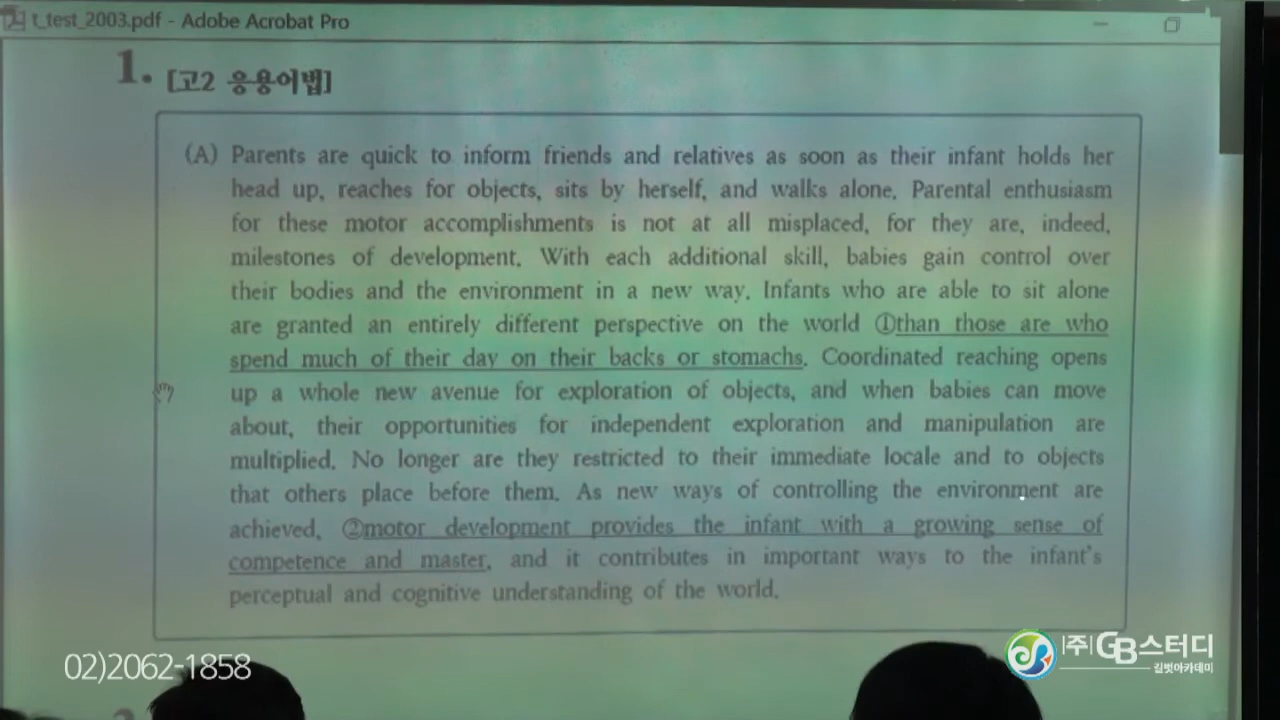 t_test_2003.pdf - Adobe Acrobat Pro
1. [고2 응용어법]
(A) Parents are quick to inform friends and relatives as soon as their infant holds her
head up, reaches for objects, sits by herself, and walks alone. Parental enthusiasm
for these motor accomplishments is not at all misplaced, for they are, indeed,
milestones of development. With each additional skill, babies gain control over
their bodies and the environment in a new way. Infants who are able to sit alone
are granted an entirely different perspective on the world ①than those are who
spend much of their day on their backs or stomachs. Coordinated reaching opens
up a whole new avenue for exploration of objects, and when babies can move
about, their opportunities for independent exploration and manipulation are
multiplied. No longer are they restricted to their immediate locale and to objects
that others place before them. As new ways of controlling the environment are
achieved, ②motor development provides the infant with a growing sense of
competence and master, and it contributes in important ways to the infant's
perceptual and cognitive understanding of the world.
02)2062-1858
(주)GB스터디
길벗아카데미